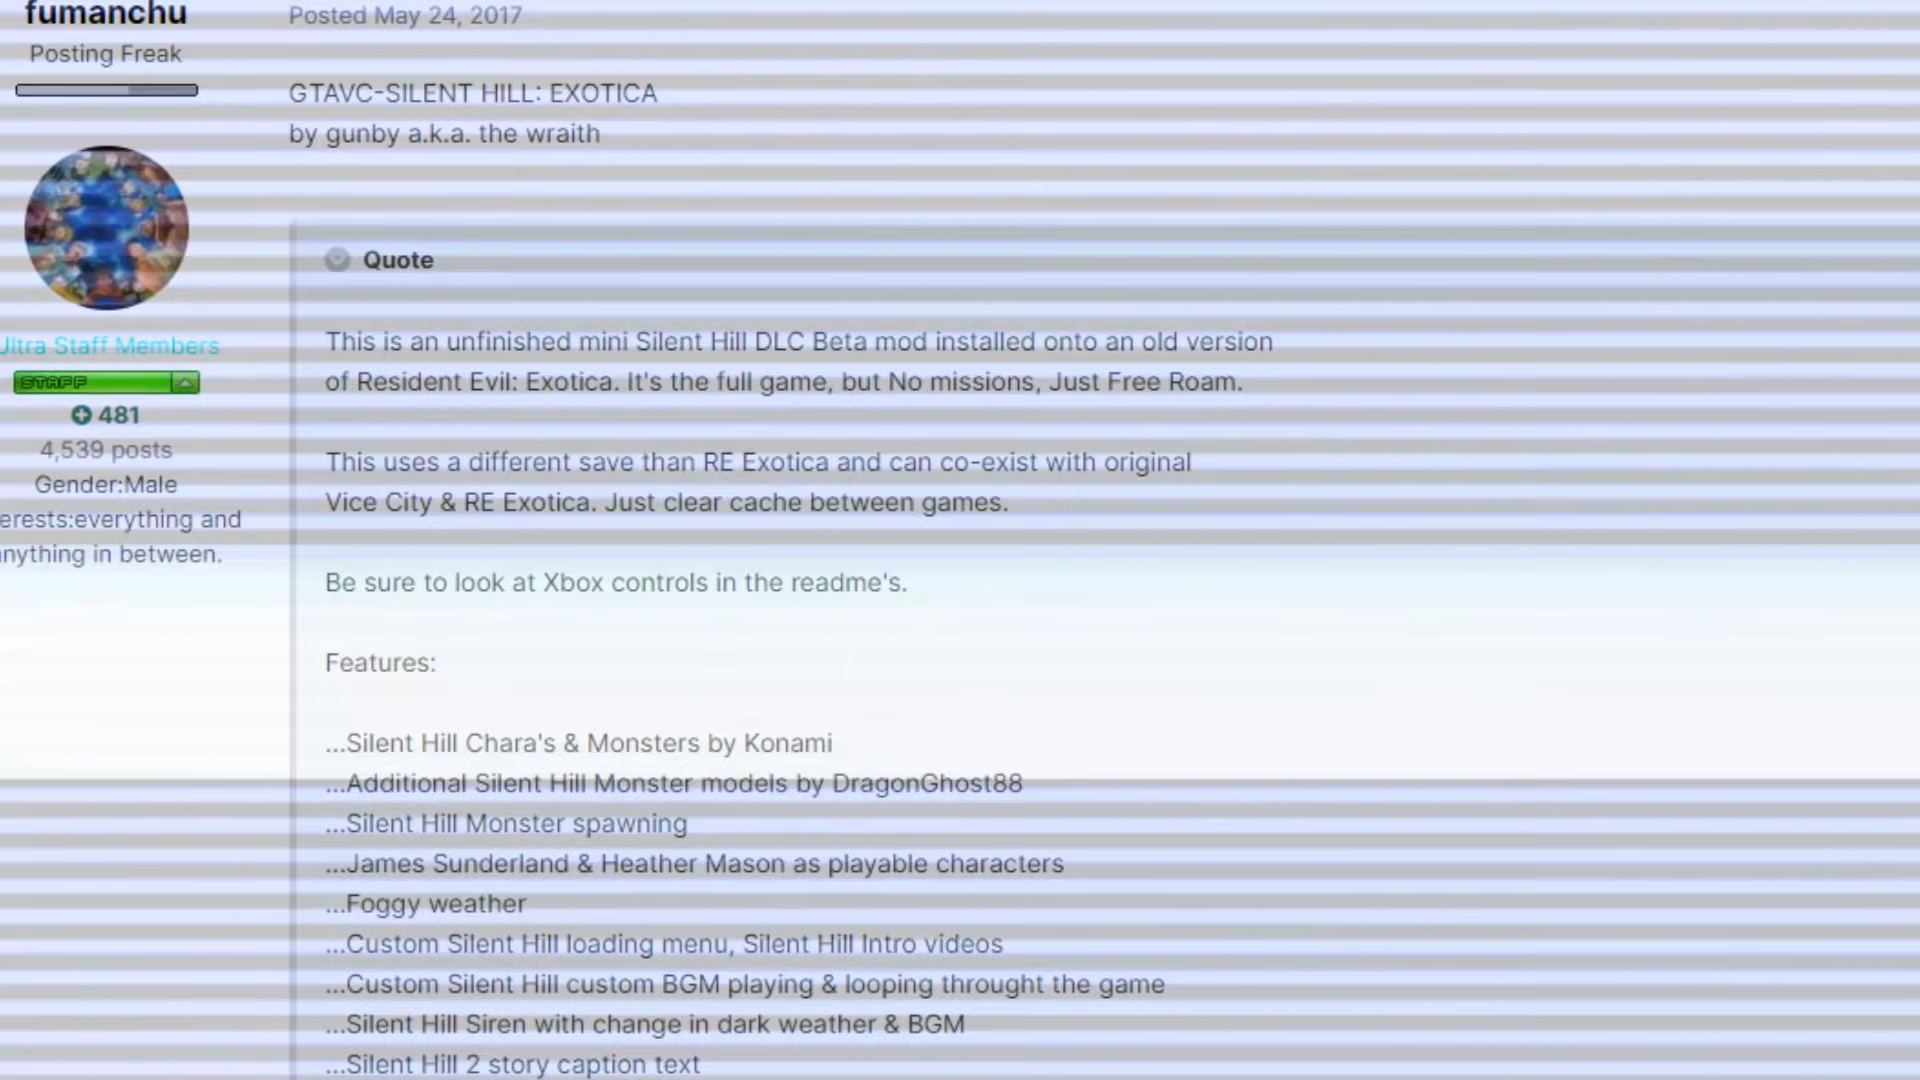 fumanchu
Posting Freak
STAFF
481
4,539 posts
Gender:Male
erests:everything and
nything in between.
Ultra Staff Members
Posted May 24, 2017
GTAVC-SILENT HILL: EXOTICA
by gunby a.k.a. the wraith
Quote
This is an unfinished mini Silent Hill DLC Beta mod installed onto an old version
of Resident Evil: Exotica. It's the full game, but No missions, Just Free Roam.
This uses a different save than RE Exotica and can co-exist with original
Vice City & RE Exotica. Just clear cache between games.
Be sure to look at Xbox controls in the readme's.
Features:
...Silent Hill Chara's & Monsters by Konami
...Additional Silent Hill Monster models by DragonGhost88
...Silent Hill Monster spawning
...James Sunderland & Heather Mason as playable characters
...Foggy weather
...Custom Silent Hill loading menu, Silent Hill Intro videos
...Custom Silent Hill custom BGM playing & looping throught the game
...Silent Hill Siren with change in dark weather & BGM
...Silent Hill 2 story caption text